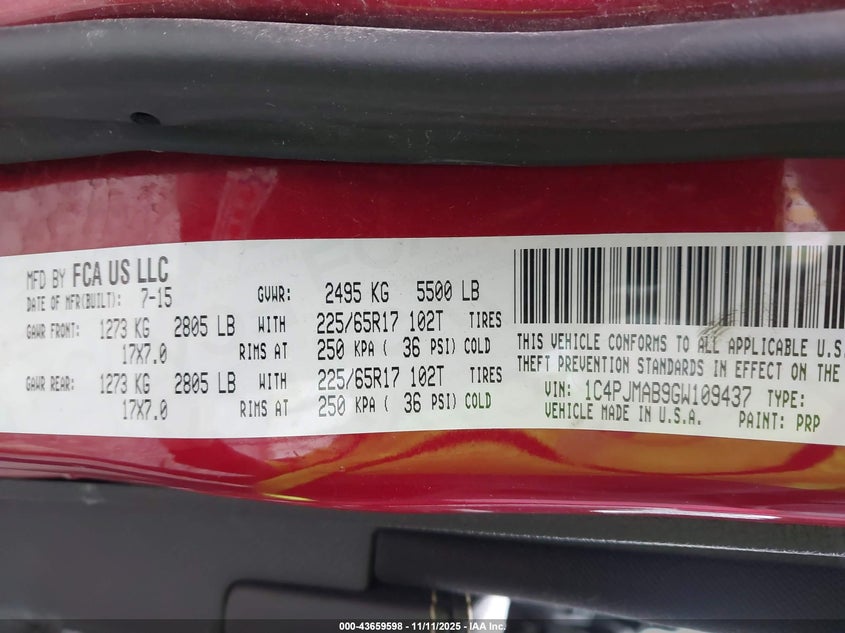 MFD BY FCA US LLC
DATE OF MFR(BUILT): 7-15
GVWR: 2495 KG 5500 LB
GAWR FRONT: 1273 KG 2805 LB WITH 225/65R17 102T TIRES
17X7.0 RIMS AT 250 KPA ( 36 PSI) COLD
GAWR REAR: 1273 KG 2805 LB WITH 225/65R17 102T TIRES
17X7.0 RIMS AT 250 KPA ( 36 PSI) COLD
THIS VEHICLE CONFORMS TO ALL APPLICABLE U.S.
THEFT PREVENTION STANDARDS IN EFFECT ON THE
VIN: 1C4PJMAB9GW109437 TYPE:
VEHICLE MADE IN U.S.A. PAINT: PRP
000-43659598 - 11/11/2025 - IAA Inc.